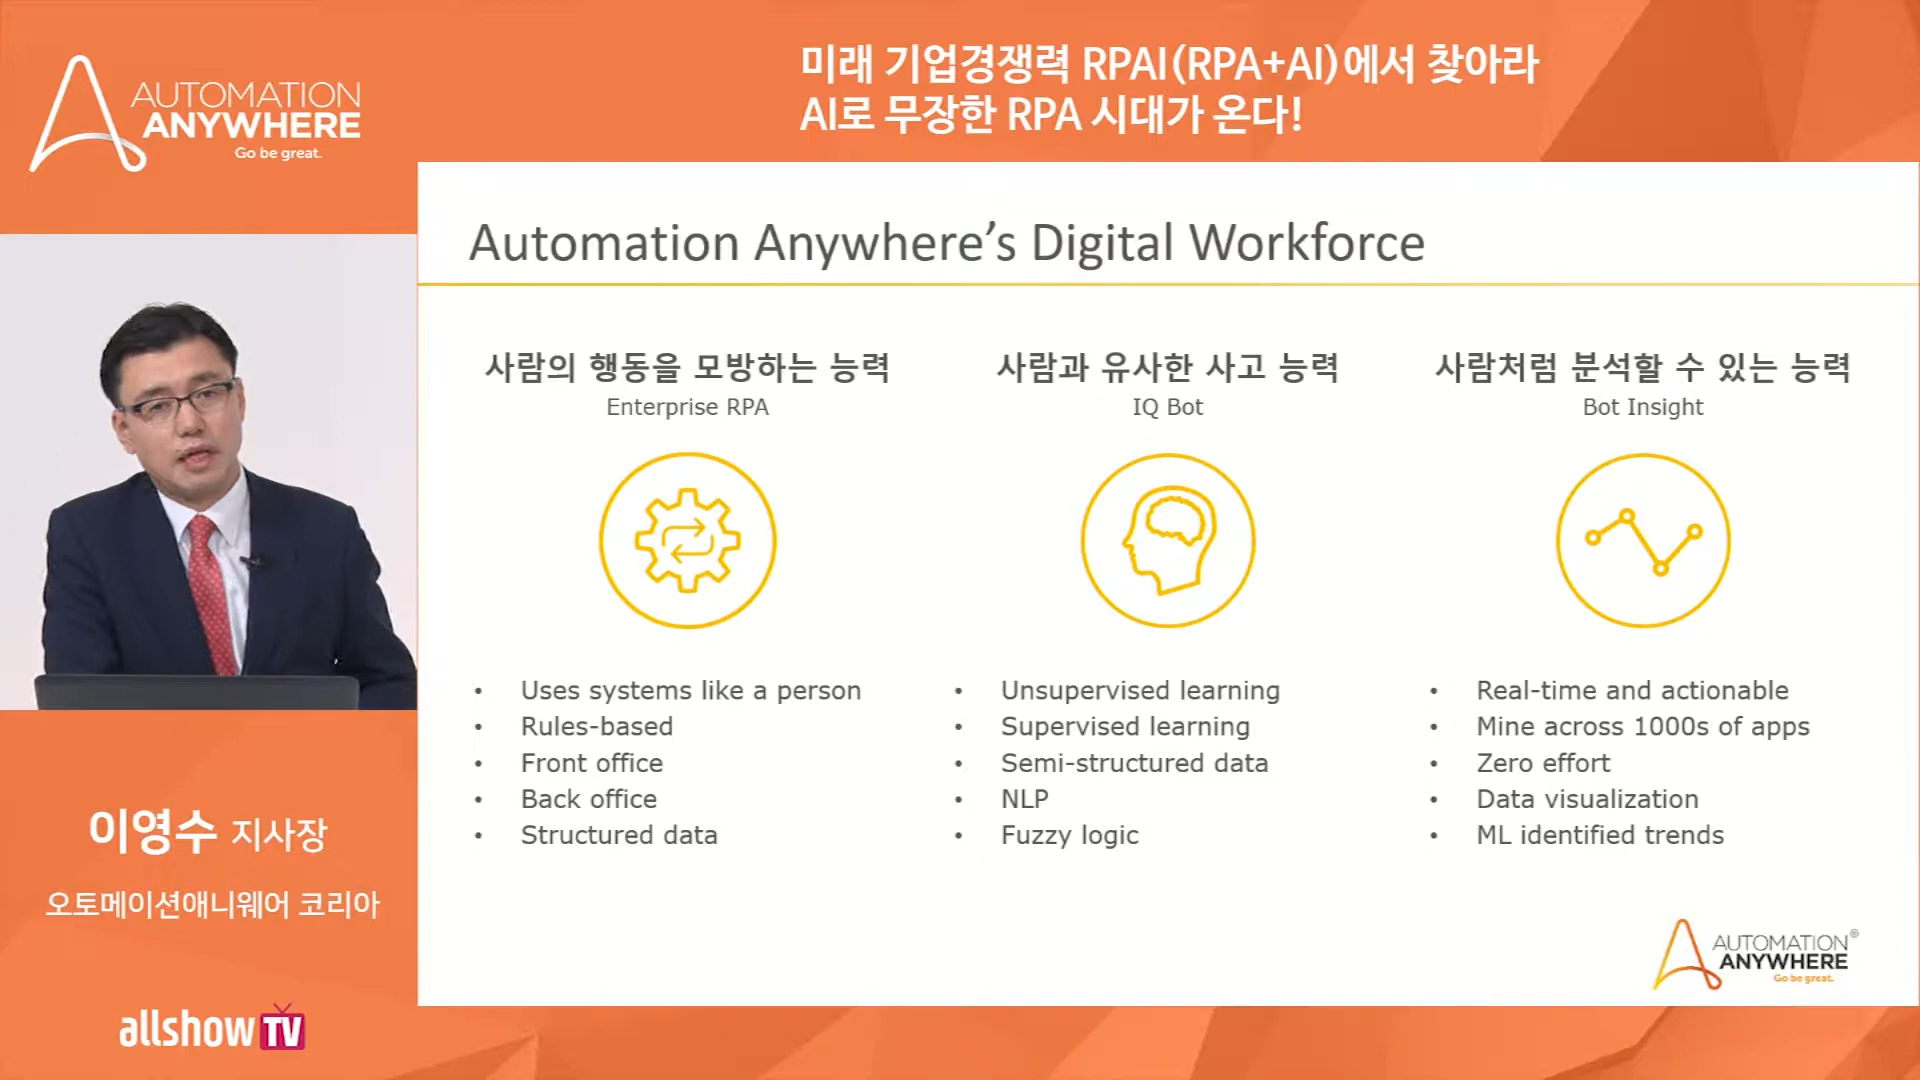 AUTOMATION
ANYWHERE
Go be great.
미래 기업경쟁력 RPAI(RPA+AI)에서 찾아라
AI로 무장한 RPA 시대가 온다!
Automation Anywhere’s Digital Workforce
사람의 행동을 모방하는 능력
Enterprise RPA
• Uses systems like a person
• Rules-based
• Front office
• Back office
• Structured data
사람과 유사한 사고 능력
IQ Bot
• Unsupervised learning
• Supervised learning
• Semi-structured data
• NLP
• Fuzzy logic
사람처럼 분석할 수 있는 능력
Bot Insight
• Real-time and actionable
• Mine across 1000s of apps
• Zero effort
• Data visualization
• ML identified trends
이영수 지사장
오토메이션애니웨어 코리아
allshowTV
AUTOMATION®
ANYWHERE
Go be great.